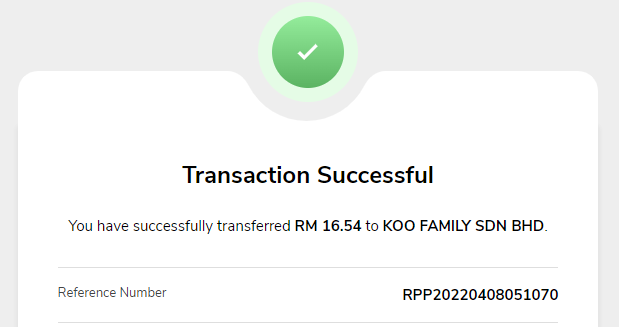 Transaction Successful
You have successfully transferred RM 16.54 to KOO FAMILY SDN BHD.
Reference Number RPP20220408051070